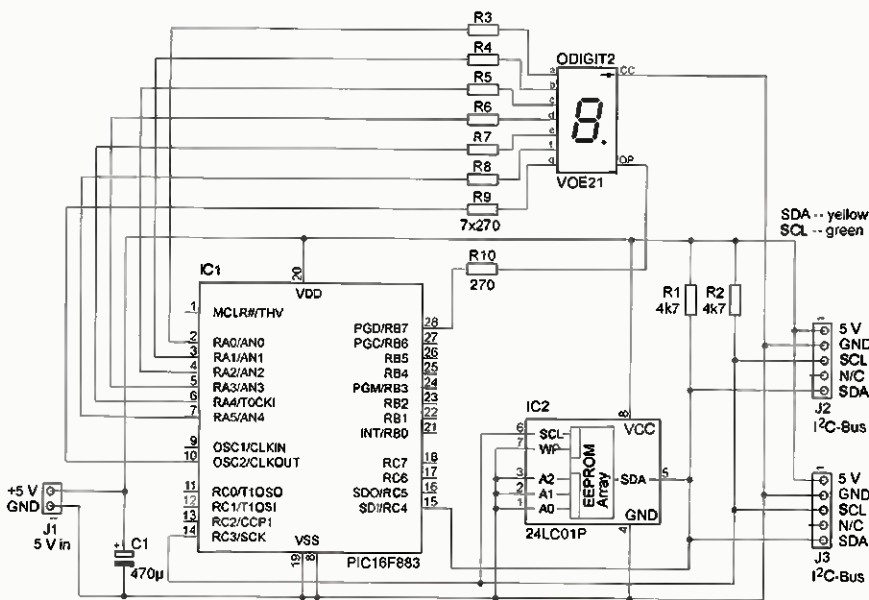 R3
R4
R5
R6
R7
R8
R9
7x270
ODIGIT2
a
b
c
d
e
f
g
CC
DP
8.
VOE21
SDA -- yellow
SCL -- green
R10
270
R1
4k7
R2
4k7
IC1
20
VDD
1 MCLR#/THV
2 RA0/AN0
3 RA1/AN1
4 RA2/AN2
5 RA3/AN3
6 RA4/T0CKI
7 RA5/AN4
9 OSC1/CLKIN
10 OSC2/CLKOUT
11 RC0/T1OSO
12 RC1/T1OSI
13 RC2/CCP1
14 RC3/SCK
PGD/RB7 28
PGC/RB6 27
RB5 26
RB4 25
PGM/RB3 24
RB2 23
RB1 22
INT/RB0 21
RC7 18
RC6 17
SDO/RC5 16
SDI/RC4 15
VSS
19
8
PIC16F883
+5 V
GND
J1
5 V in
C1
+
470µ
IC2
8
VCC
6 SCL
7 WP
3 A2
2 A1
1 A0
EEPROM
Array
SDA 5
GND
4
24LC01P
5 V
GND
SCL
N/C
SDA
J2
I²C-Bus
5 V
GND
SCL
N/C
SDA
J3
I²C-Bus